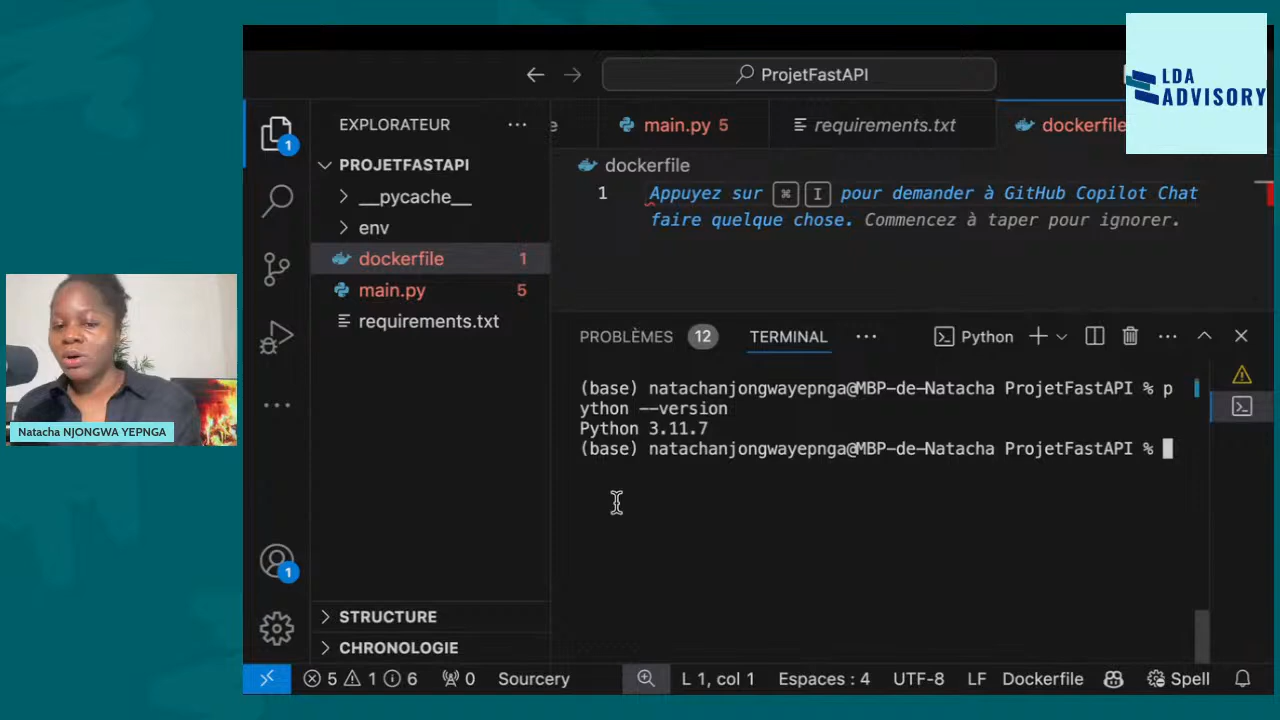 ProjetFastAPI
LDA
ADVISORY
EXPLORATEUR
main.py 5
requirements.txt
dockerfile
1
PROJETFASTAPI
__pycache__
env
dockerfile 1
main.py 5
requirements.txt
dockerfile
1 Appuyez sur ⌘ I pour demander à GitHub Copilot Chat
faire quelque chose. Commencez à taper pour ignorer.
PROBLÈMES 12 TERMINAL Python
(base) natachanjongwayepnga@MBP-de-Natacha ProjetFastAPI % p
ython --version
Python 3.11.7
(base) natachanjongwayepnga@MBP-de-Natacha ProjetFastAPI %
Natacha NJONGWA YEPNGA
1
STRUCTURE
CHRONOLOGIE
5 1 6 0 Sourcery L 1, col 1 Espaces : 4 UTF-8 LF Dockerfile Spell